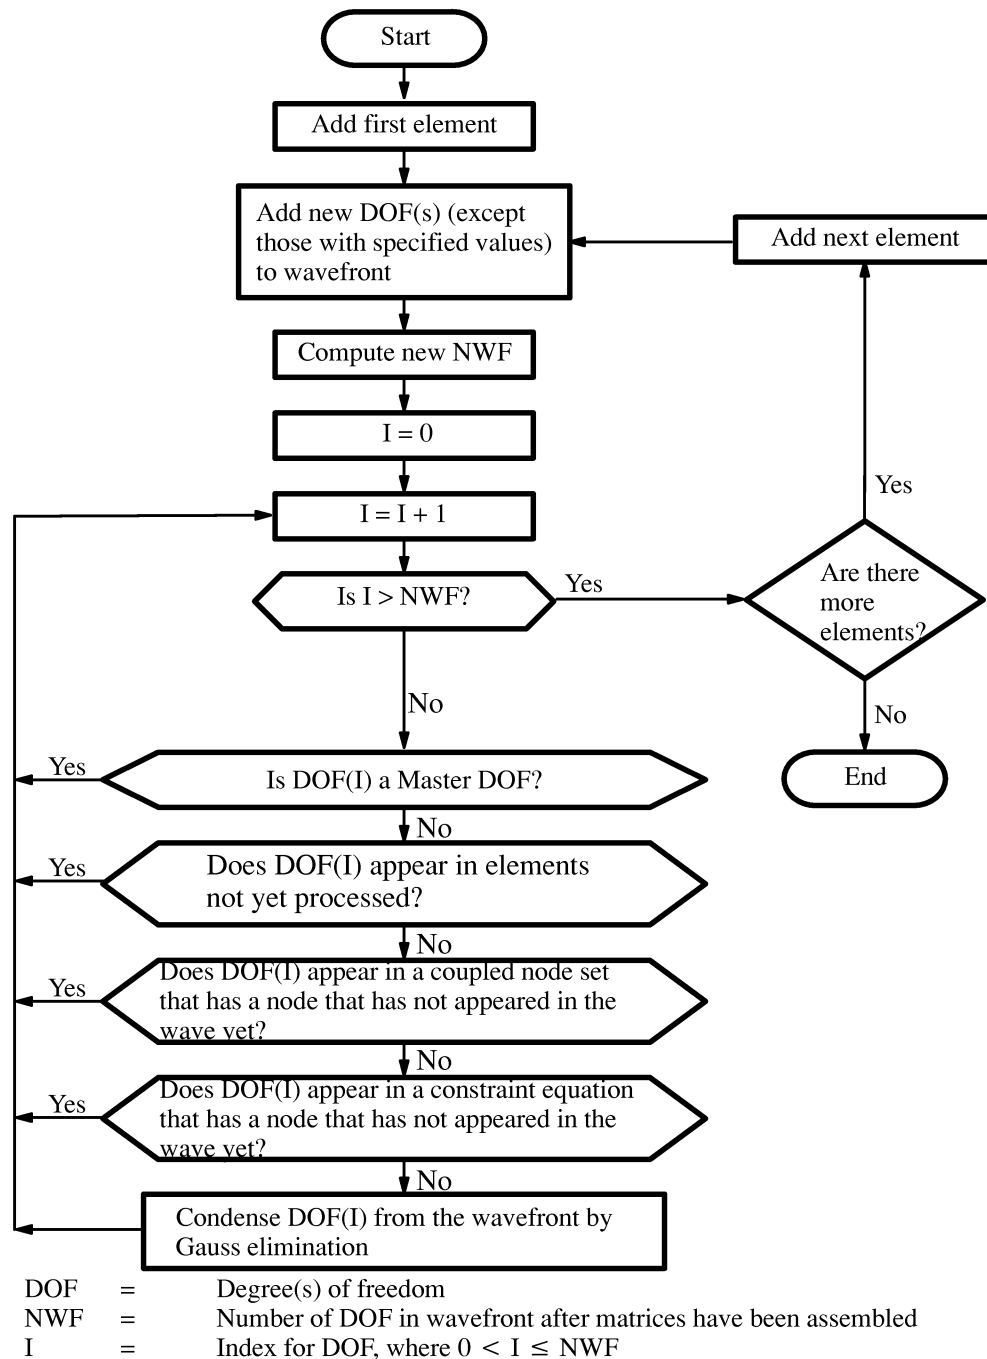 Start
Add first element
Add new DOF(s) (except
those with specified values)
to wavefront
Add next element
Compute new NWF
I = 0
Yes
I = I + 1
Is I > NWF?
Yes
Are there
more
elements?
No
No
End
Yes
Is DOF(I) a Master DOF?
No
Yes
Does DOF(I) appear in elements
not yet processed?
No
Yes
Does DOF(I) appear in a coupled node set
that has a node that has not appeared in the
wave yet?
No
Yes
Does DOF(I) appear in a constraint equation
that has a node that has not appeared in the
wave yet?
No
Condense DOF(I) from the wavefront by
Gauss elimination
DOF = Degree(s) of freedom
NWF = Number of DOF in wavefront after matrices have been assembled
I = Index for DOF, where 0 < I ≤ NWF